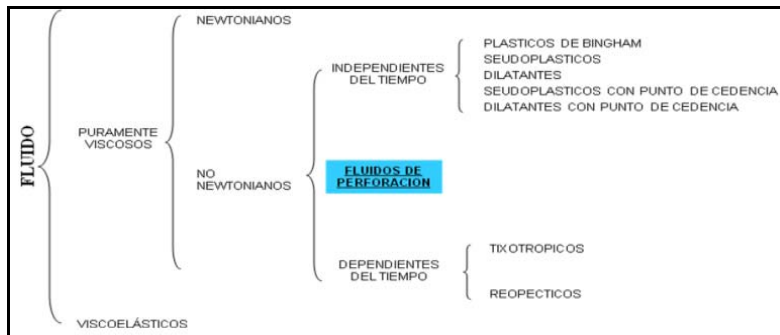 FLUIDO
PURAMENTE
VISCOSOS
NEWTONIANOS
NO
NEWTONIANOS
INDEPENDIENTES
DEL TIEMPO
PLASTICOS DE BINGHAM
SEUDOPLASTICOS
DILATANTES
SEUDOPLASTICOS CON PUNTO DE CEDENCIA
DILATANTES CON PUNTO DE CEDENCIA
FLUIDOS DE
PERFORACION
DEPENDIENTES
DEL TIEMPO
TIXOTROPICOS
REOPECTICOS
VISCOELÁSTICOS